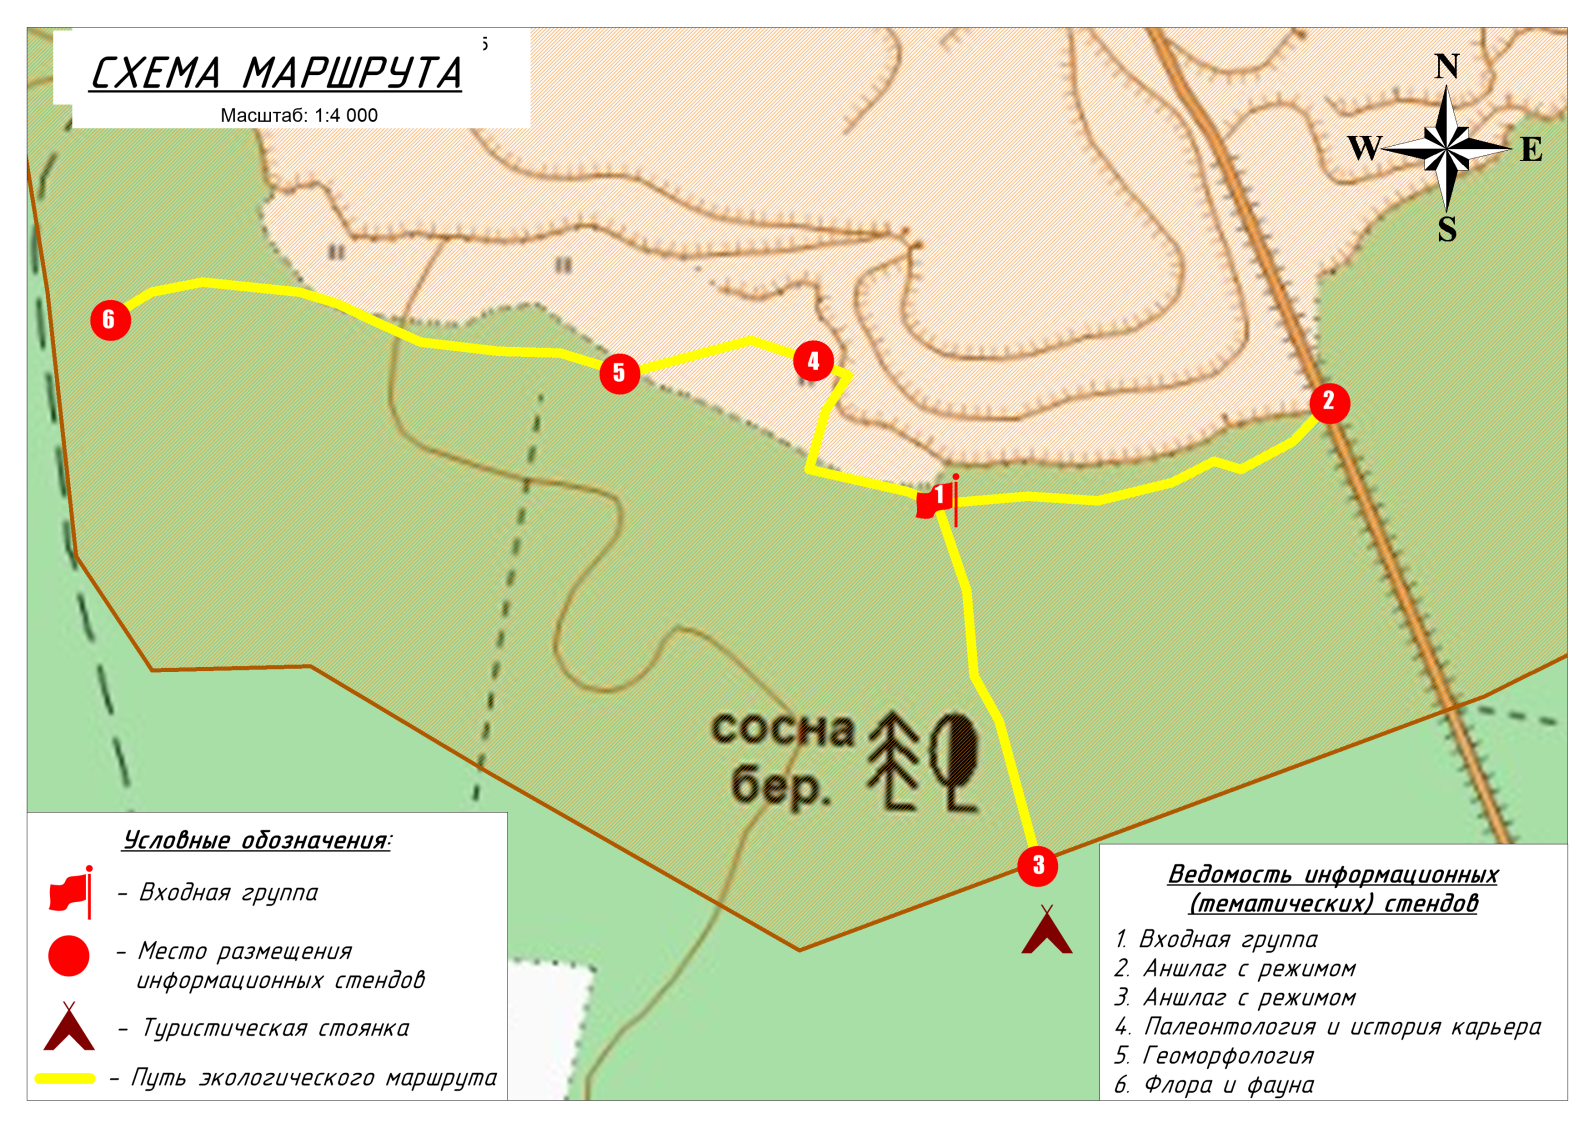 5
СХЕМА МАРШРУТА
Масштаб: 1:4 000
N
W
E
S
6
5
4
2
1
3
сосна
бер.
Условные обозначения:
- Входная группа
- Место размещения
информационных стендов
- Туристическая стоянка
- Путь экологического маршрута
Ведомость информационных
(тематических) стендов
1. Входная группа
2. Аншлаг с режимом
3. Аншлаг с режимом
4. Палеонтология и история карьера
5. Геоморфология
6. Флора и фауна